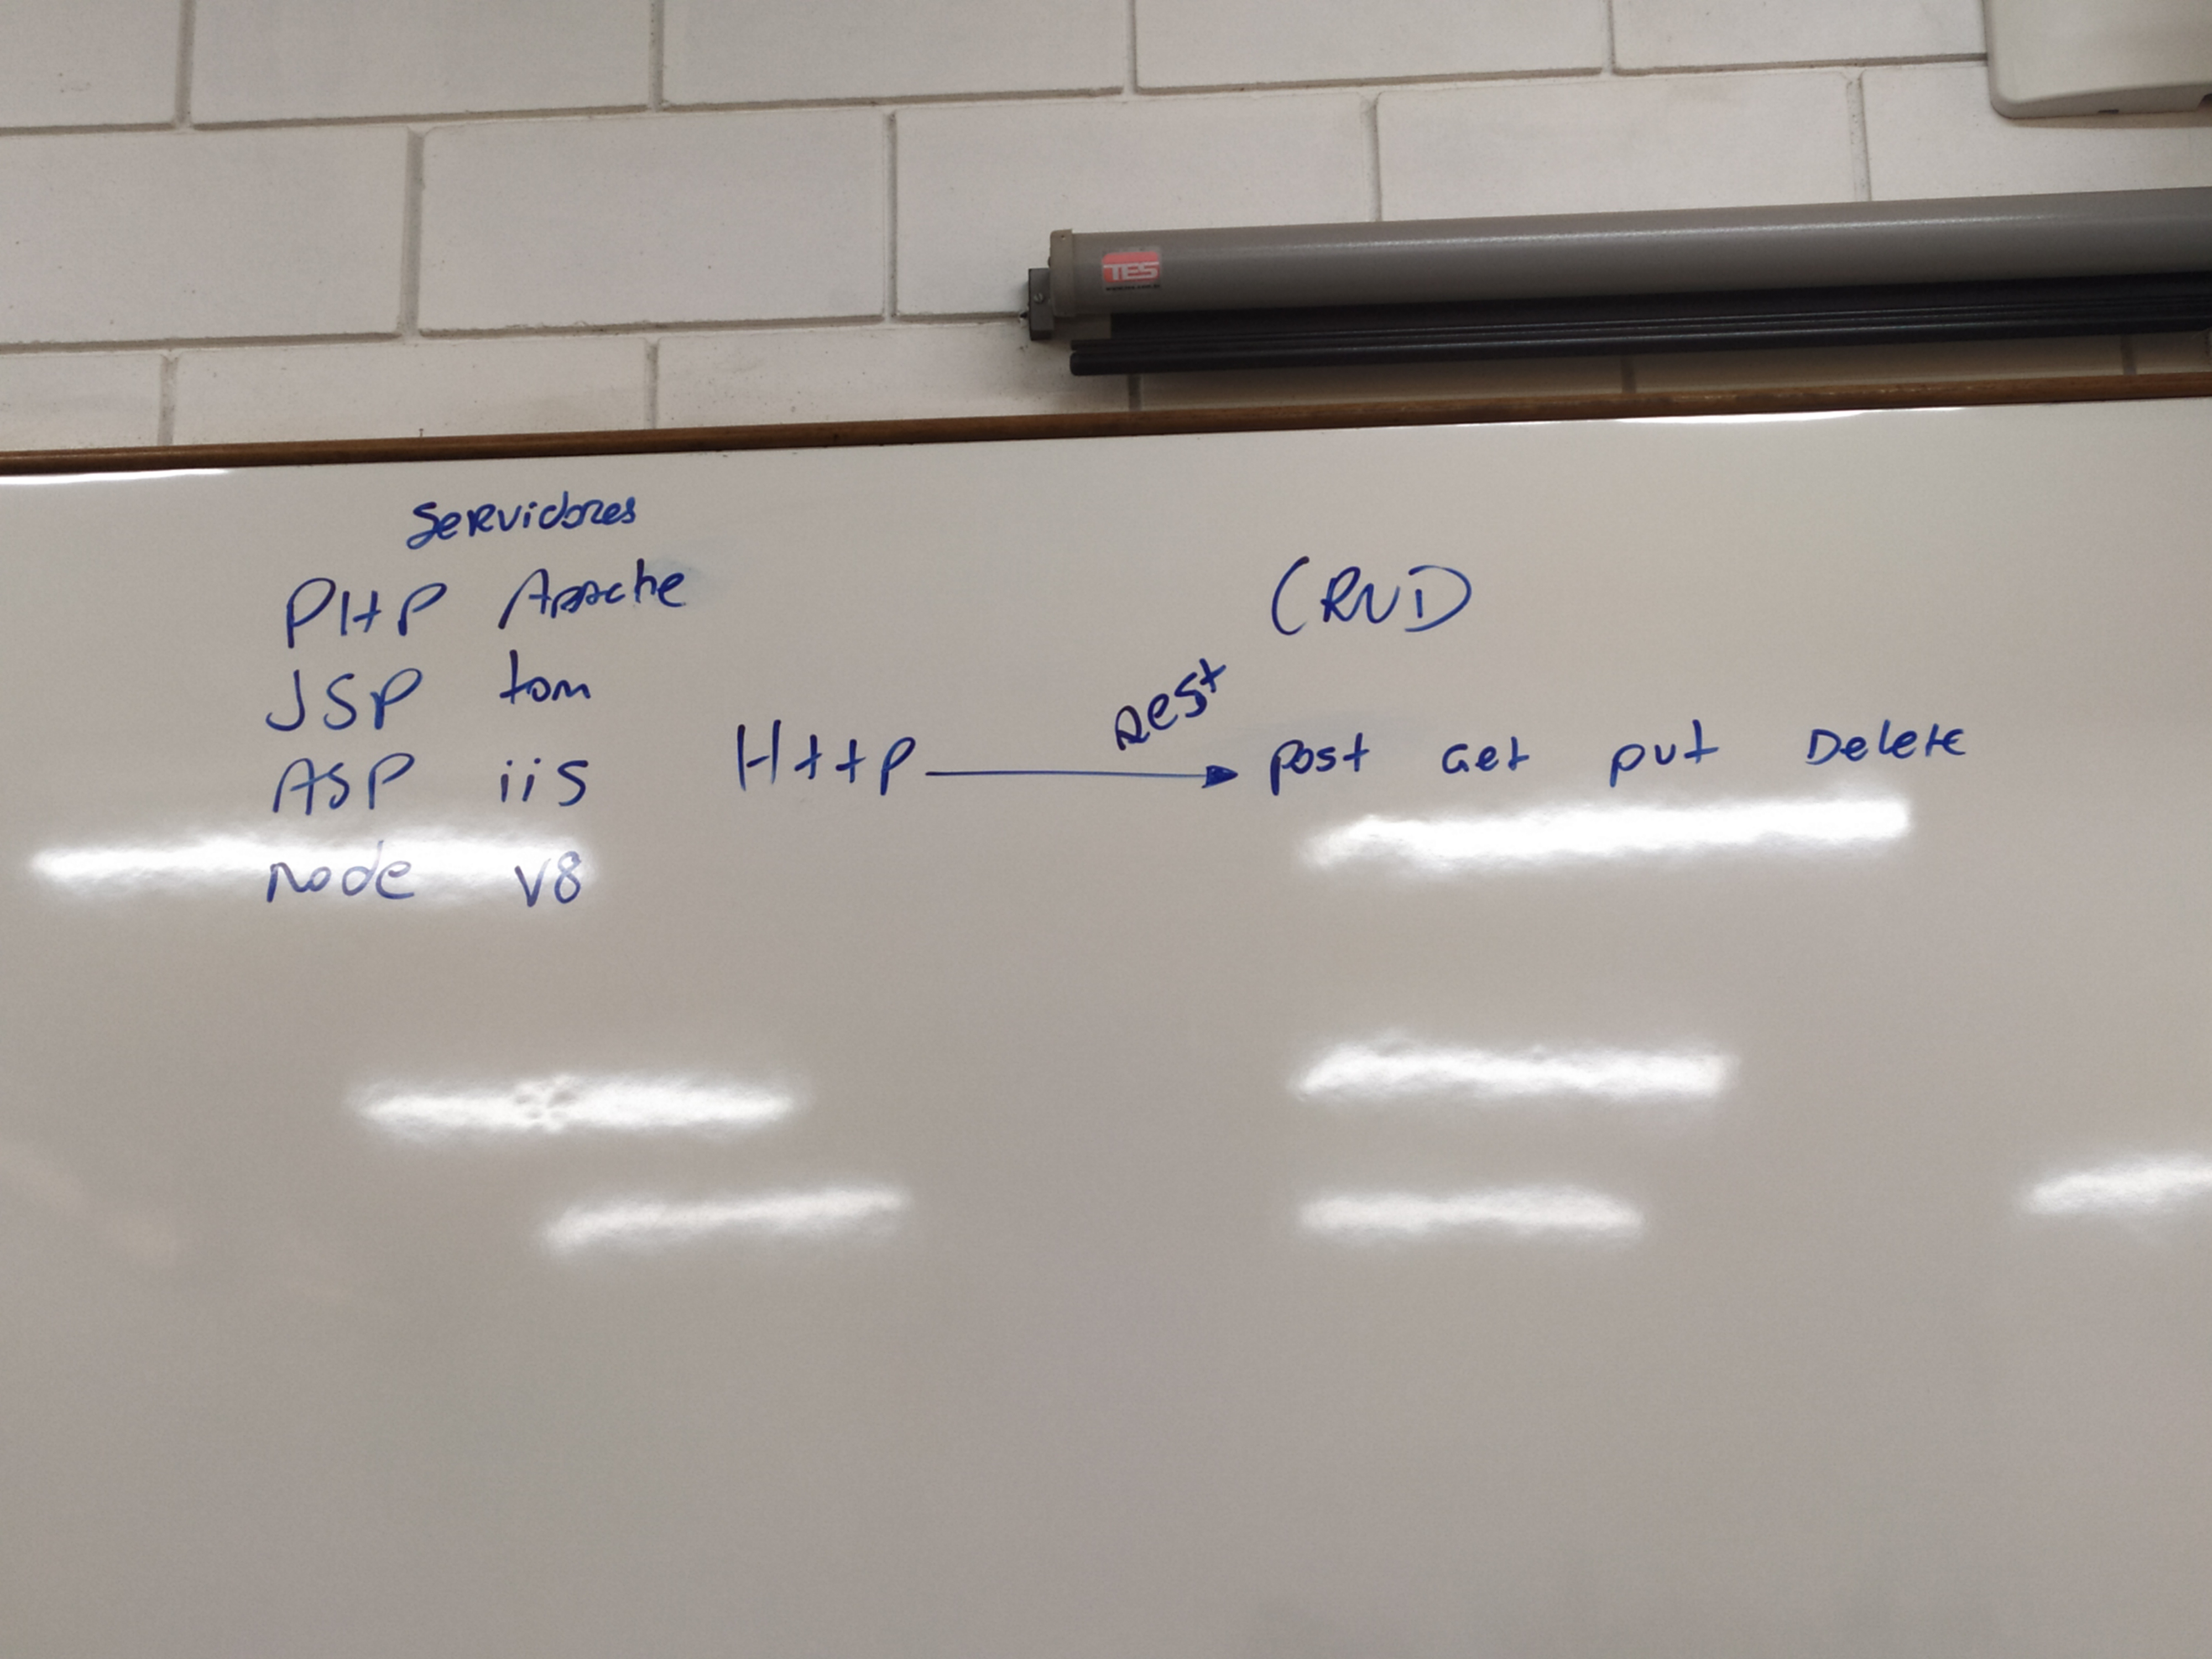 TES
Servidores
PHP Apache
JSP tom
ASP iis
Node V8
Http
Rest
CRUD
post Get put Delete